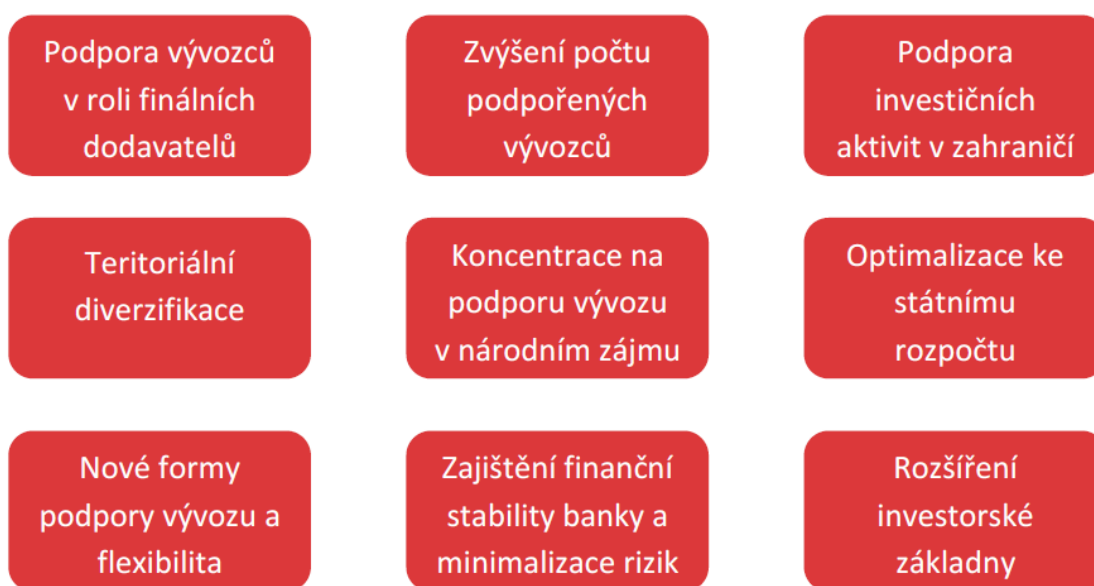 Podpora vývozců
v roli finálních
dodavatelů
Zvýšení počtu
podpořených
vývozců
Podpora
investičních
aktivit v zahraničí
Teritoriální
diverzifikace
Koncentrace na
podporu vývozu
v národním zájmu
Optimalizace ke
státnímu
rozpočtu
Nové formy
podpory vývozu a
flexibilita
Zajištění finanční
stability banky a
minimalizace rizik
Rozšíření
investorské
základny